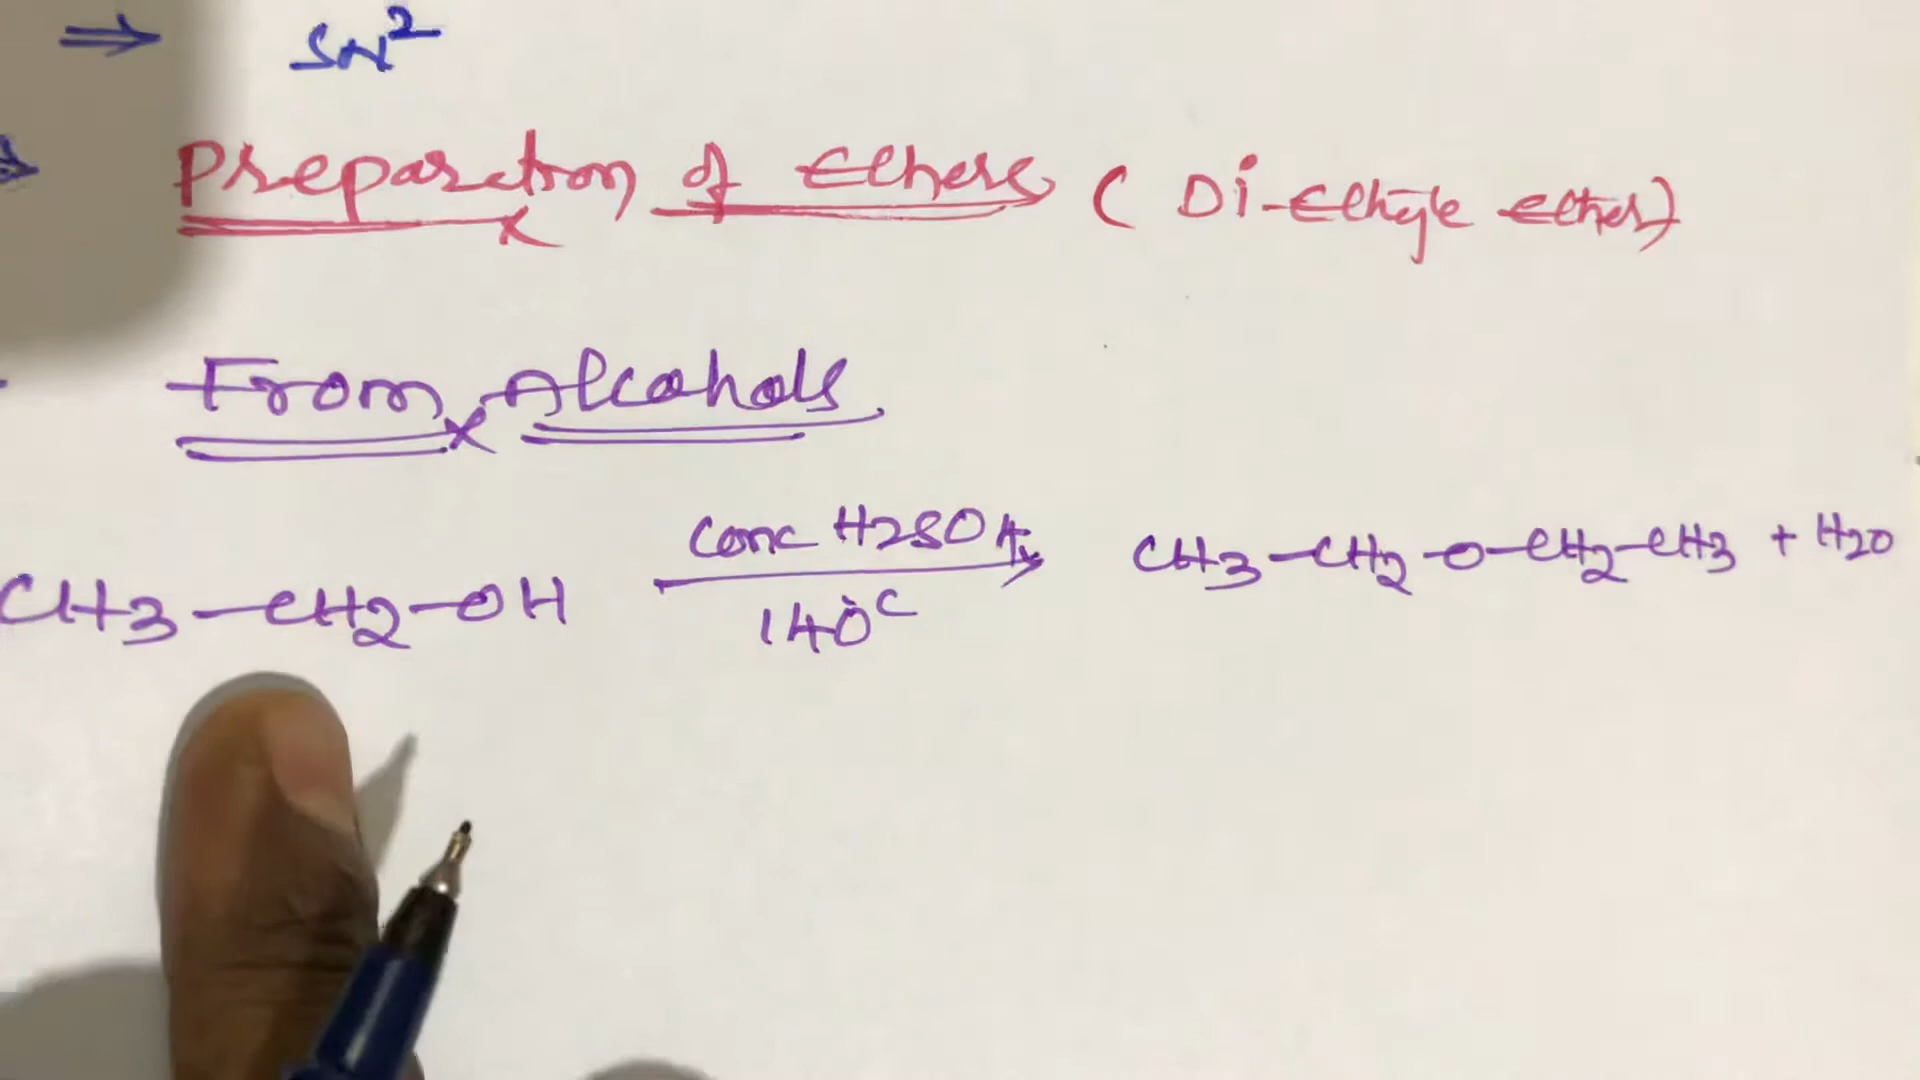 ⇒ SN²
Preparation of Ethers ( Di-Ethyle ether)
From Alcohols
CH3-CH2-OH conc H2SO4 140°C → CH3-CH2-O-CH2-CH3 + H2O